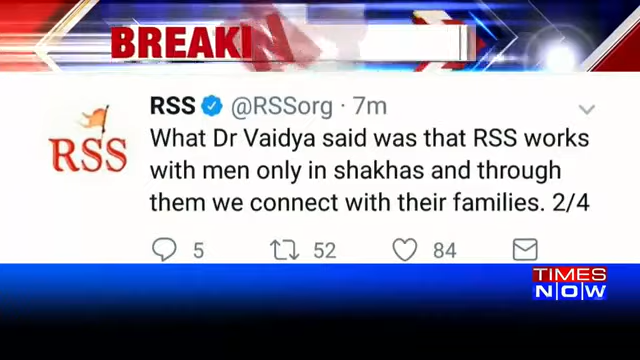 BREAKIN
RSS @RSSorg · 7m
RSS
What Dr Vaidya said was that RSS works
with men only in shakhas and through
them we connect with their families. 2/4
5 52 84
TIMES
NOW